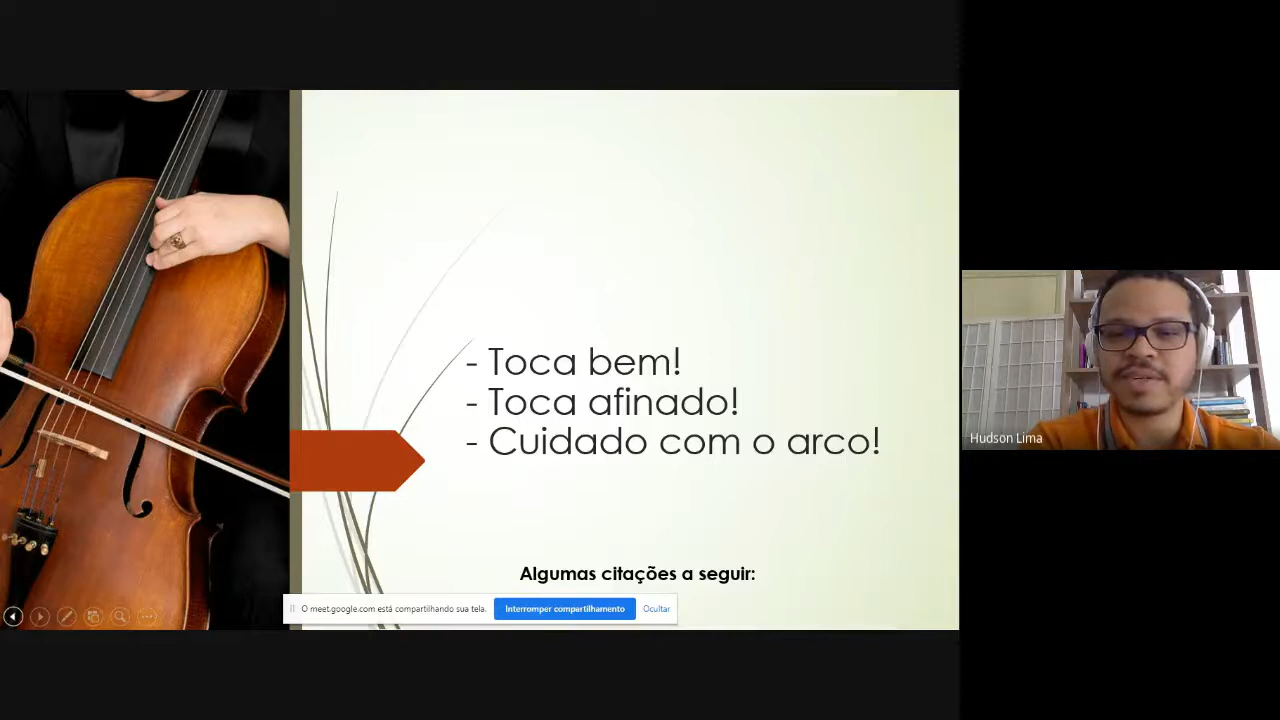 - Toca bem!
- Toca afinado!
- Cuidado com o arco!
Hudson Lima
Algumas citações a seguir:
O meet.google.com está compartilhando sua tela.
Interromper compartilhamento
Ocultar